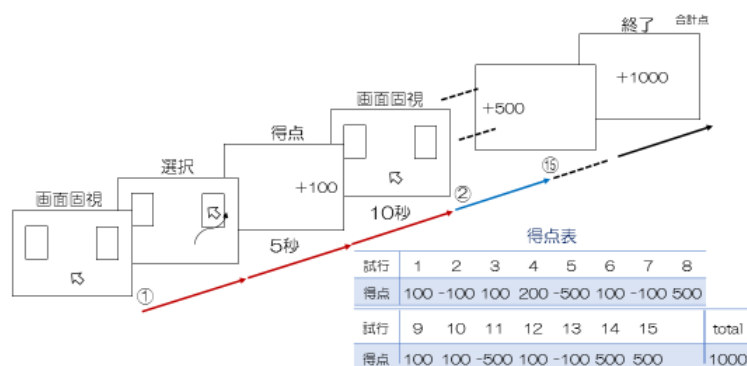 終了 合計点
+1000
+500
画面固視
得点
+100
選択
画面固視
10秒
5秒
①
②
⑮
得点表
試行 1 2 3 4 5 6 7 8
得点 100 -100 100 200 -500 100 -100 500
試行 9 10 11 12 13 14 15 total
得点 100 100 -500 100 -100 500 500 1000